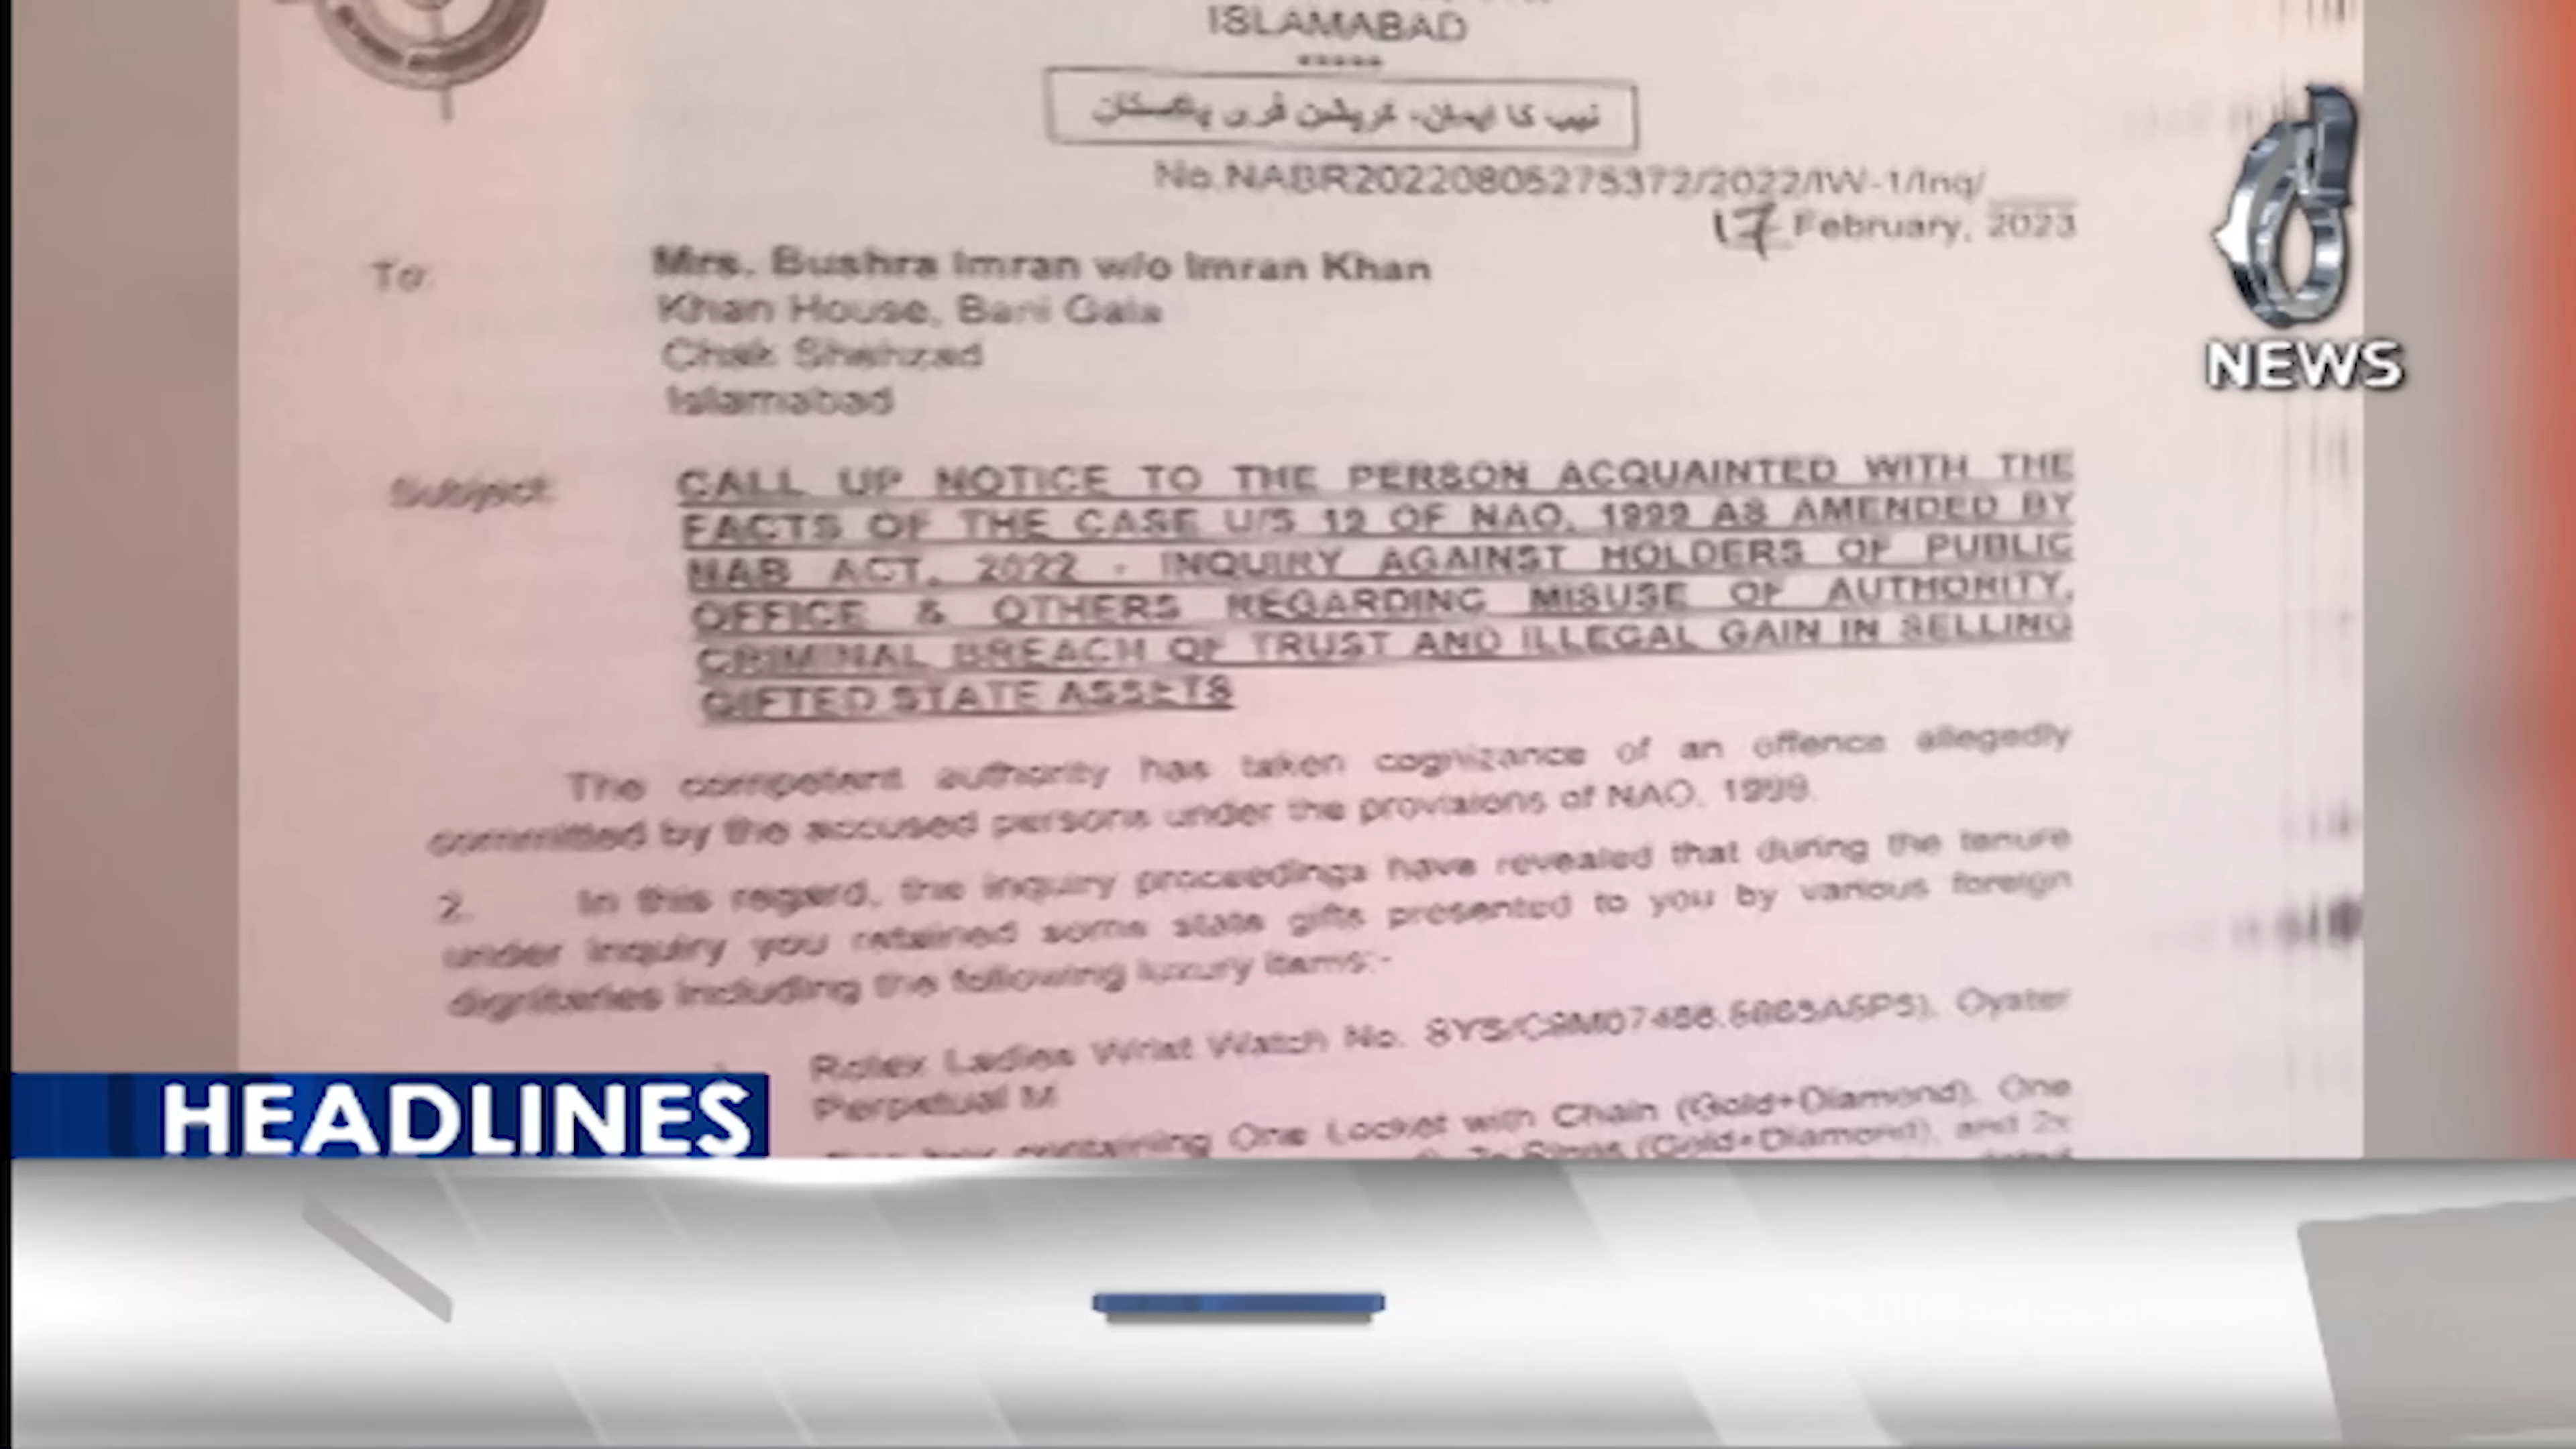 ISLAMABAD
*****
نیب کا ایمان، کرپشن فری پاکستان
No.NABR20220805275372/2022/IW-1/Inq/____
17 February, 2023
To:
Mrs. Bushra Imran w/o Imran Khan
Khan House, Bani Gala
Chak Shehzad
Islamabad
Subject:
CALL UP NOTICE TO THE PERSON ACQUAINTED WITH THE
FACTS OF THE CASE U/S 19 OF NAO, 1999 AS AMENDED BY
NAB ACT, 2022 - INQUIRY AGAINST HOLDERS OF PUBLIC
OFFICE & OTHERS REGARDING MISUSE OF AUTHORITY,
CRIMINAL BREACH OF TRUST AND ILLEGAL GAIN IN SELLING
GIFTED STATE ASSETS
The competent authority has taken cognizance of an offence allegedly
committed by the accused persons under the provisions of NAO, 1999.
2. In this regard, the inquiry proceedings have revealed that during the tenure
under inquiry you retained some state gifts presented to you by various foreign
dignitaries including the following luxury items:-
Rolex Ladies Wrist Watch No. Oyster
Perpetual M
containing One Locket with Chain (Gold+Diamond), One
2x Rings (Gold+Diamond), and 2x
NEWS
HEADLINES